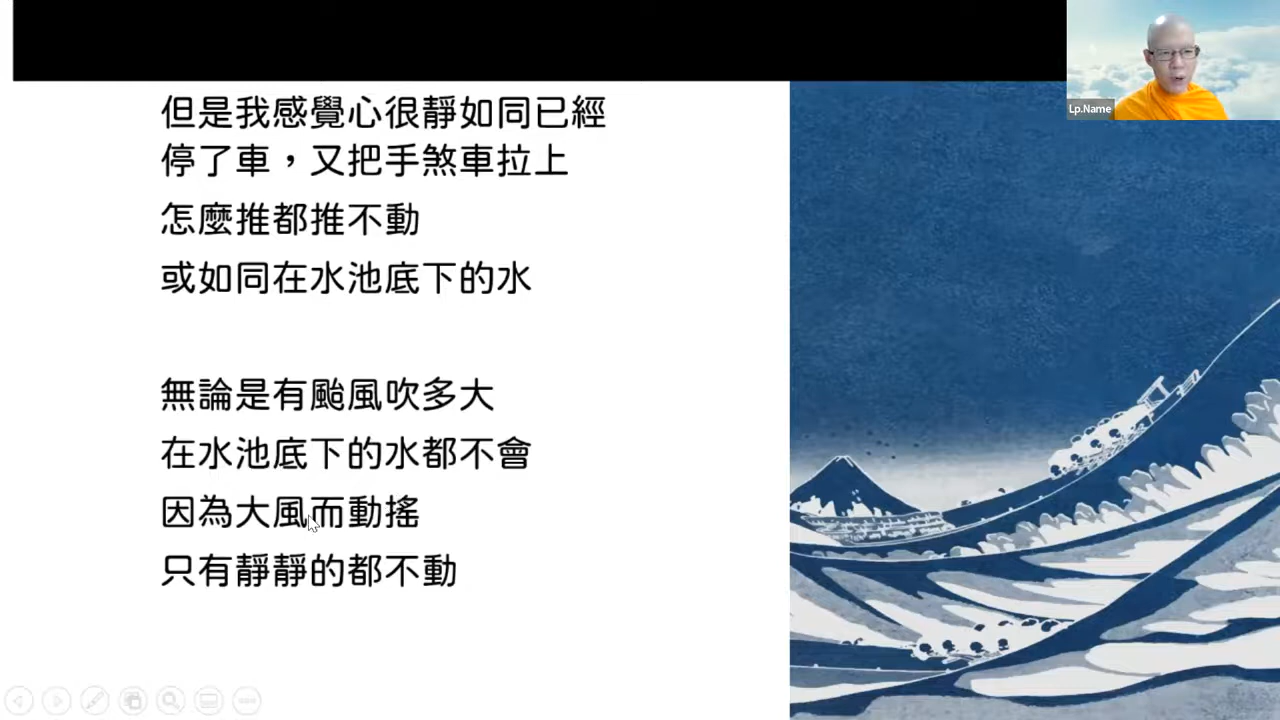 但是我感覺心很靜如同已經
停了車，又把手煞車拉上
怎麼推都推不動
或如同在水池底下的水
無論是有颱風吹多大
在水池底下的水都不會
因為大風而動搖
只有靜靜的都不動
Lp.Name